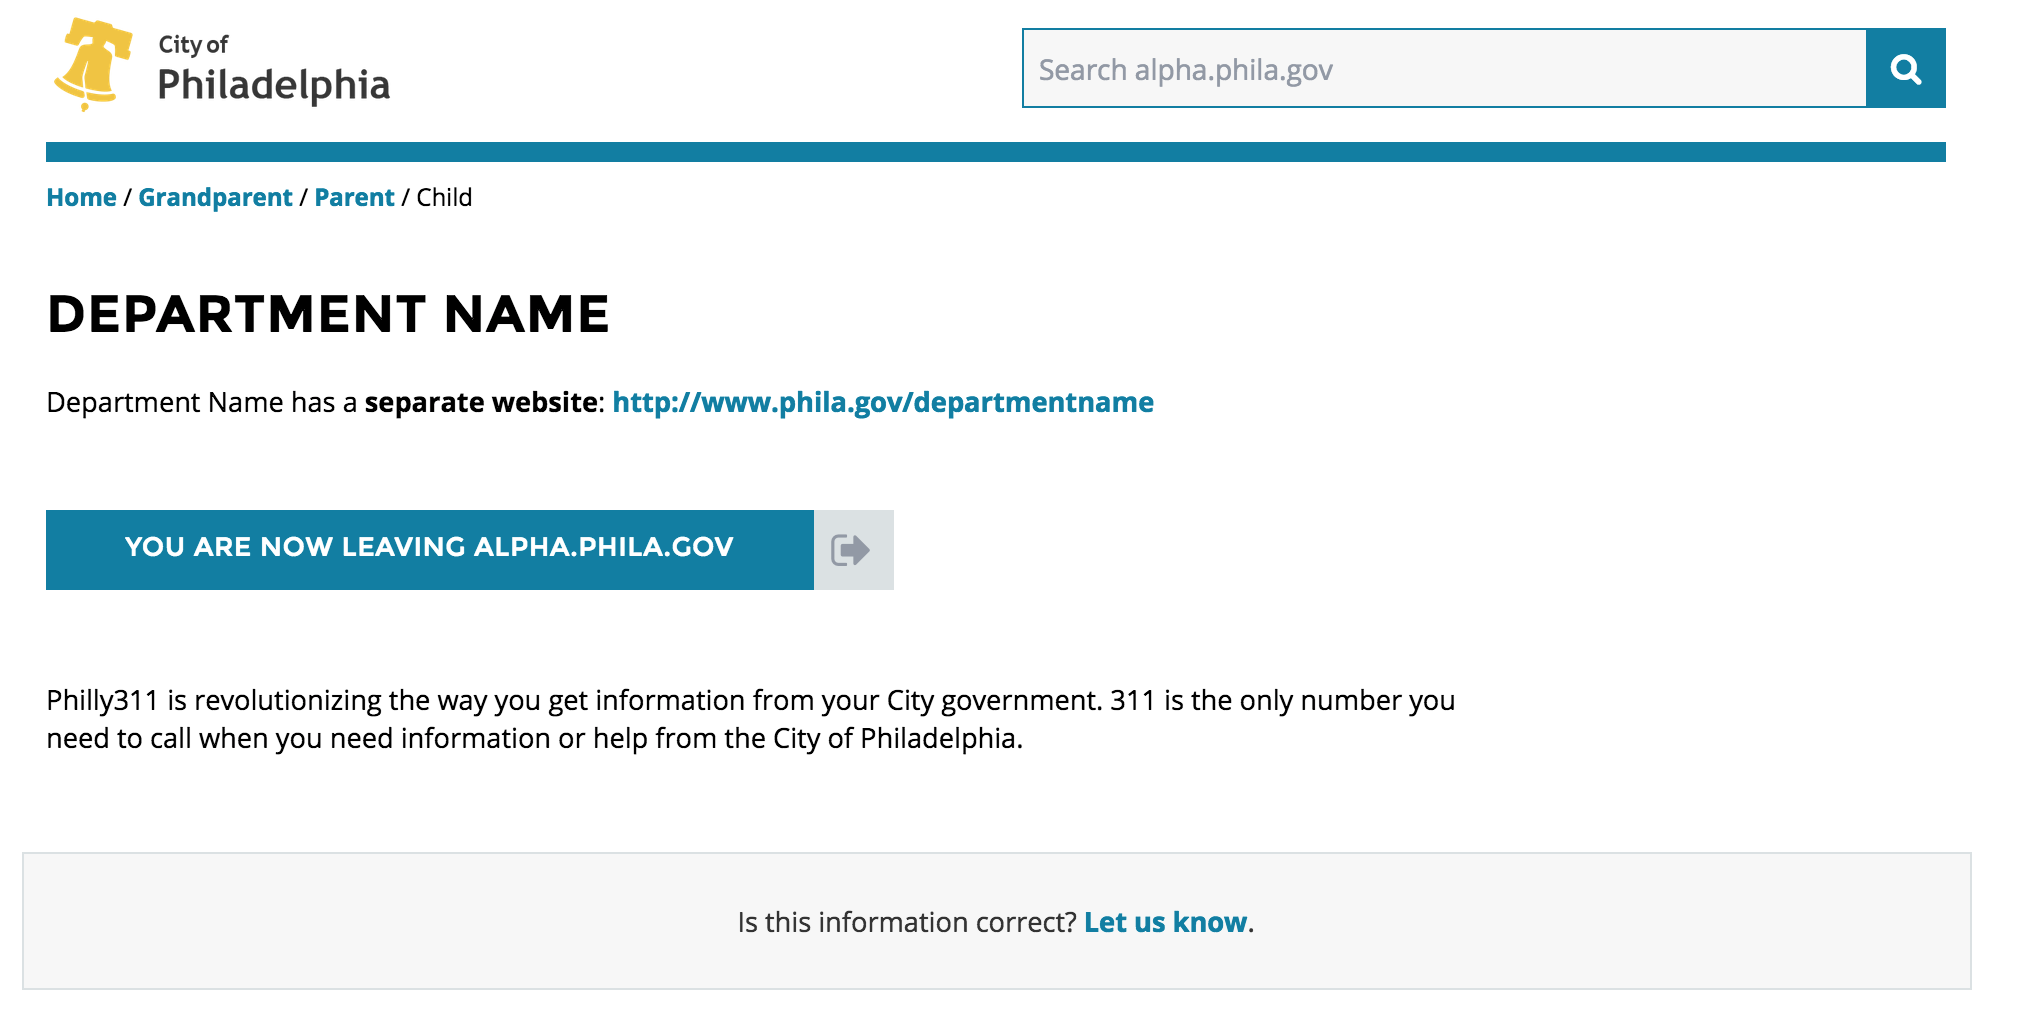 City of
Philadelphia
Search alpha.phila.gov
Home / Grandparent / Parent / Child
DEPARTMENT NAME
Department Name has a separate website: http://www.phila.gov/departmentname
YOU ARE NOW LEAVING ALPHA.PHILA.GOV
Philly311 is revolutionizing the way you get information from your City government. 311 is the only number you
need to call when you need information or help from the City of Philadelphia.
Is this information correct? Let us know.